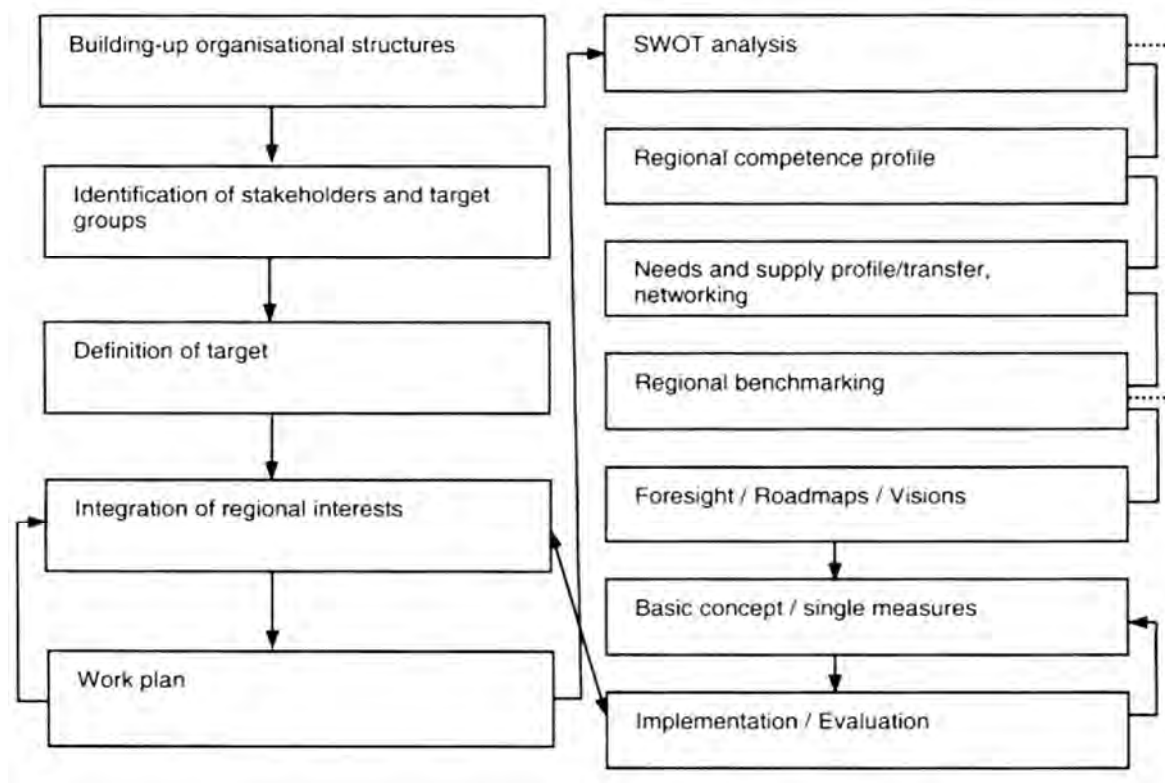 Building-up organisational structures
Identification of stakeholders and target
groups
Definition of target
Integration of regional interests
Work plan
SWOT analysis
Regional competence profile
Needs and supply profile/transfer,
networking
Regional benchmarking
Foresight / Roadmaps / Visions
Basic concept / single measures
Implementation / Evaluation